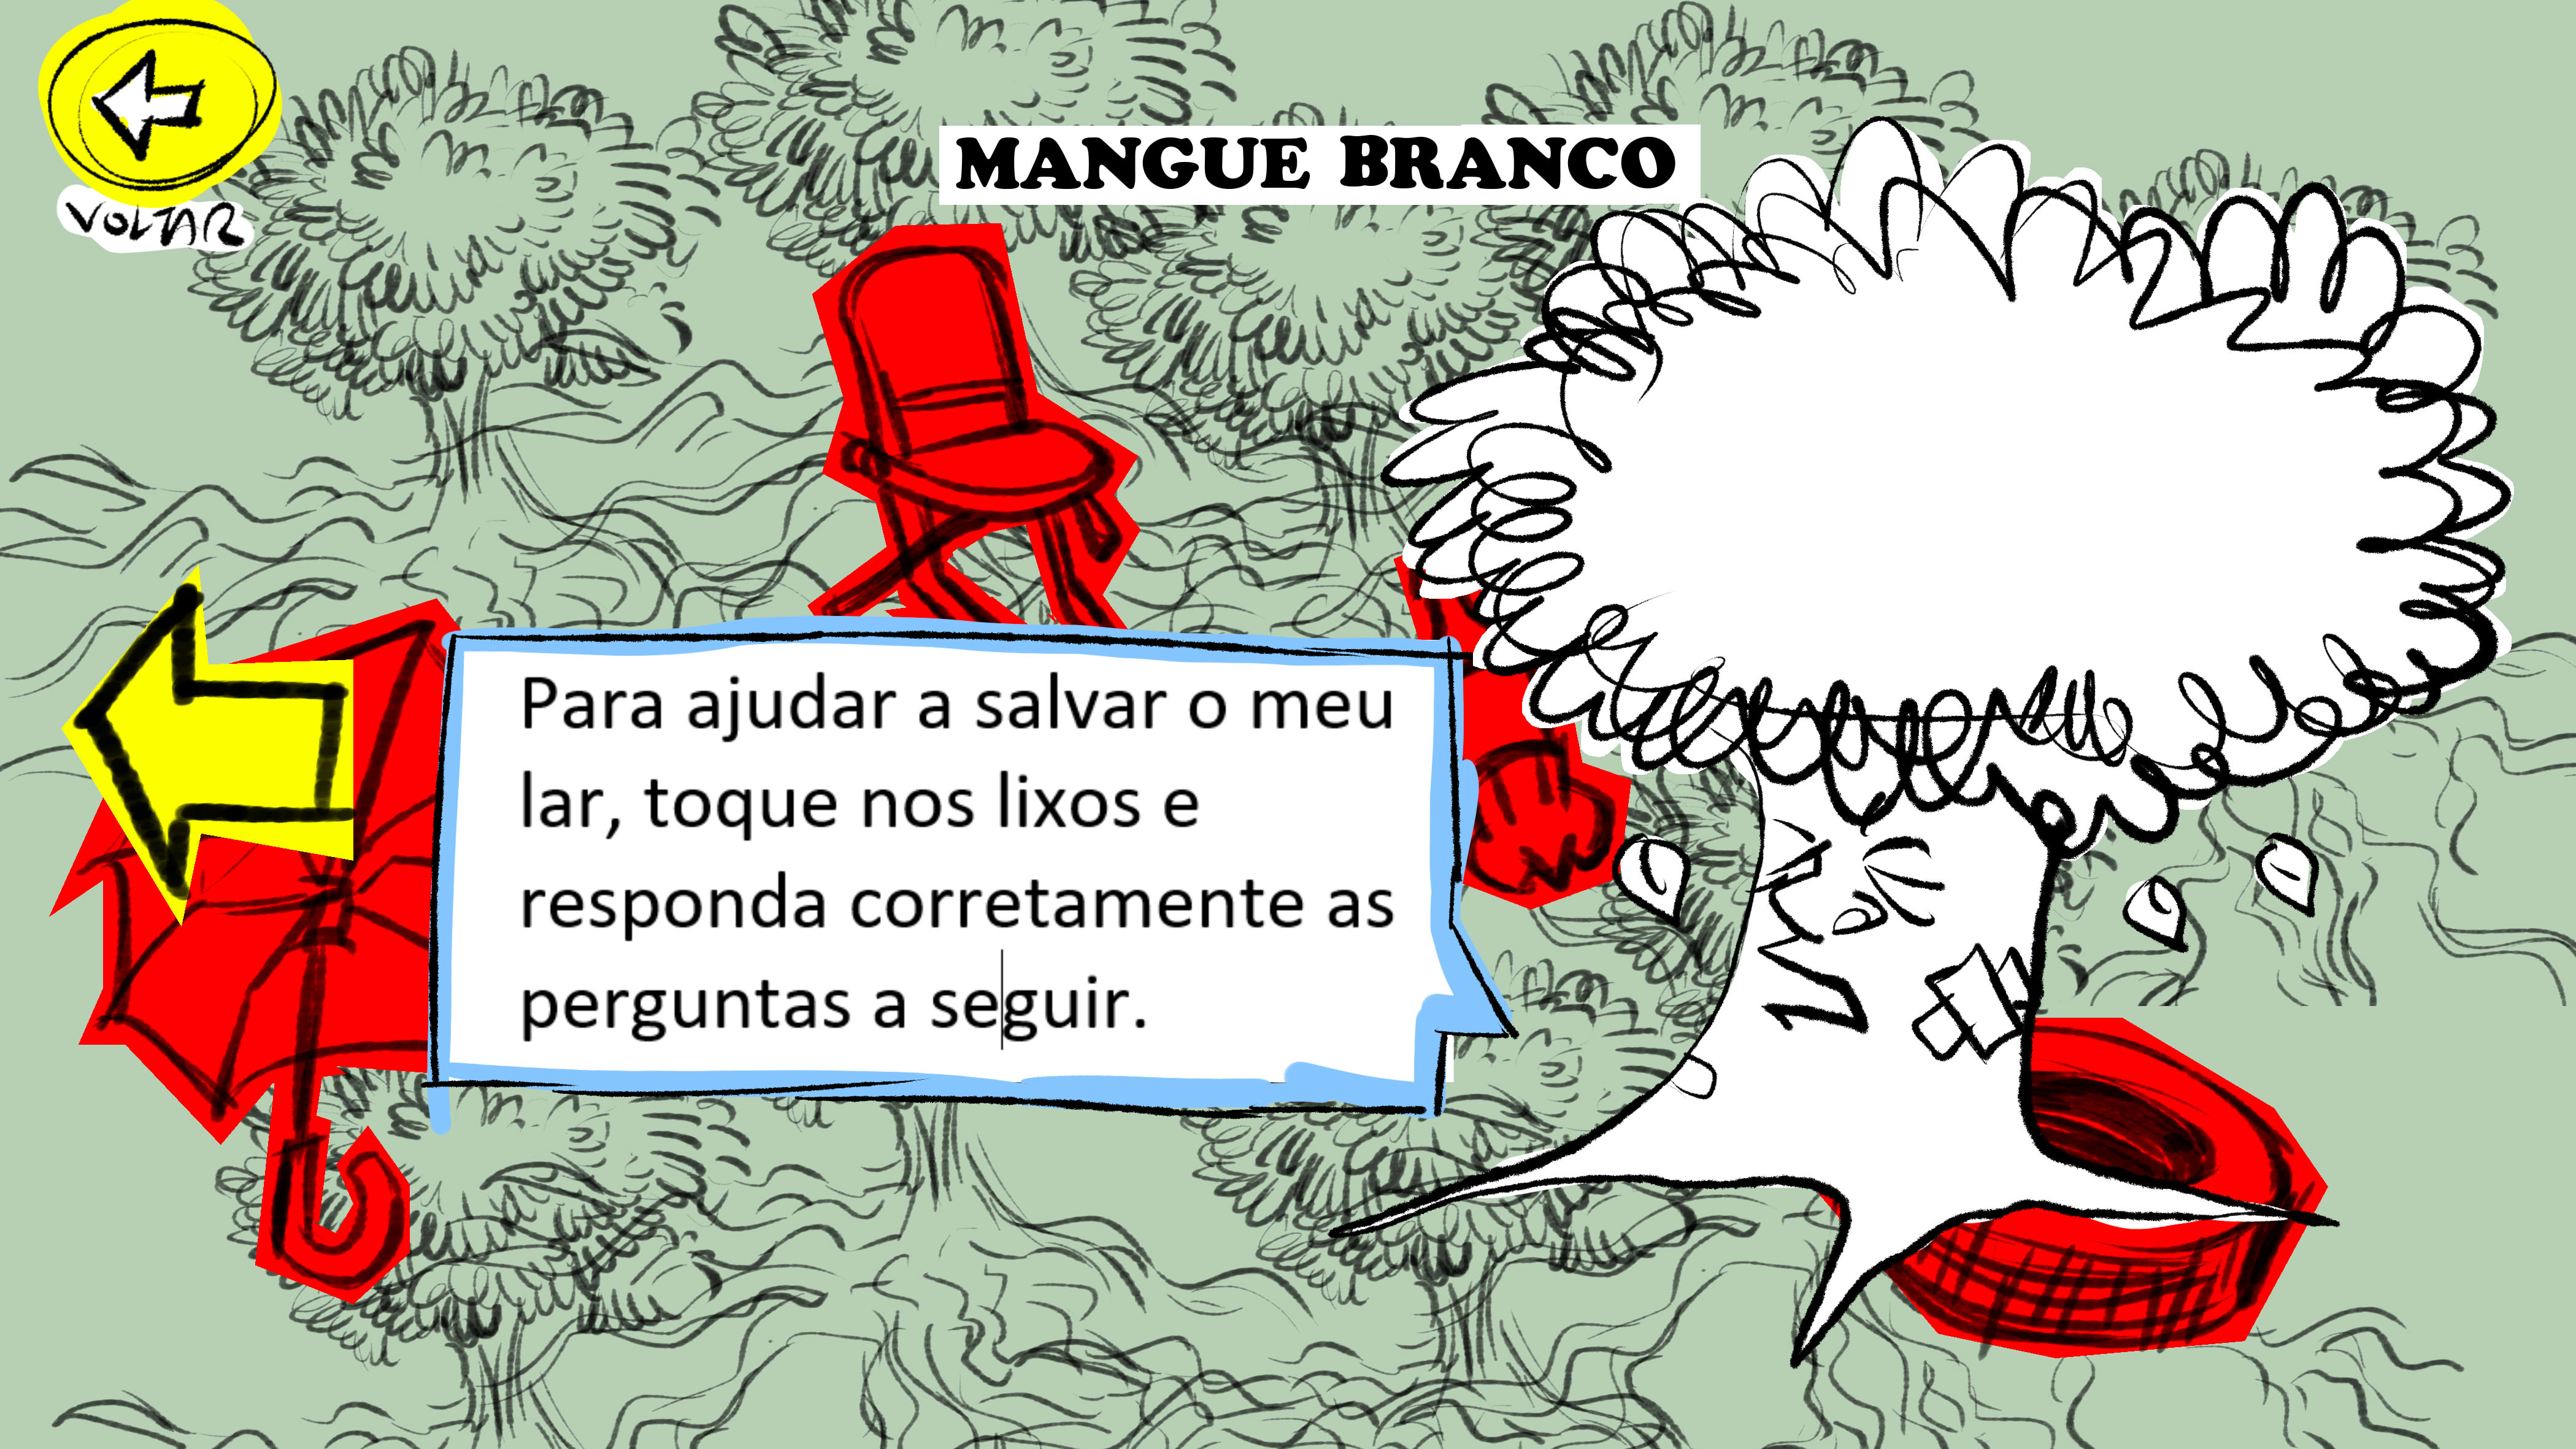 MANGUE BRANCO
VOLTAR
Para ajudar a salvar o meu
lar, toque nos lixos e
responda corretamente as
perguntas a seguir.